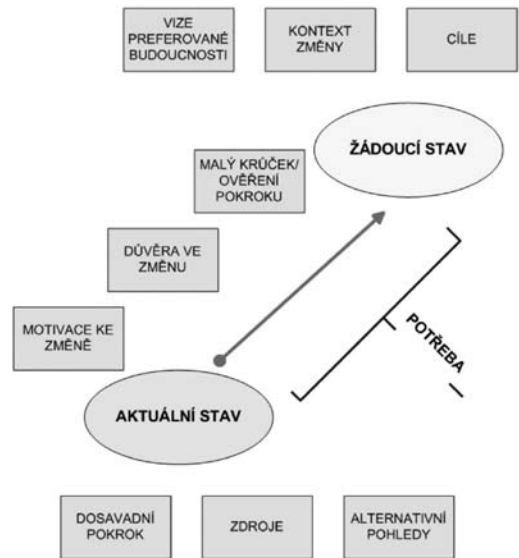 VIZE
PREFEROVANÉ
BUDOUCNOSTI
KONTEXT
ZMĚNY
CÍLE
ŽÁDOUCÍ STAV
MALÝ KRŮČEK/
OVĚŘENÍ
POKROKU
DŮVĚRA VE
ZMĚNU
MOTIVACE KE
ZMĚNĚ
POTŘEBA
AKTUÁLNÍ STAV
DOSAVADNÍ
POKROK
ZDROJE
ALTERNATIVNÍ
POHLEDY